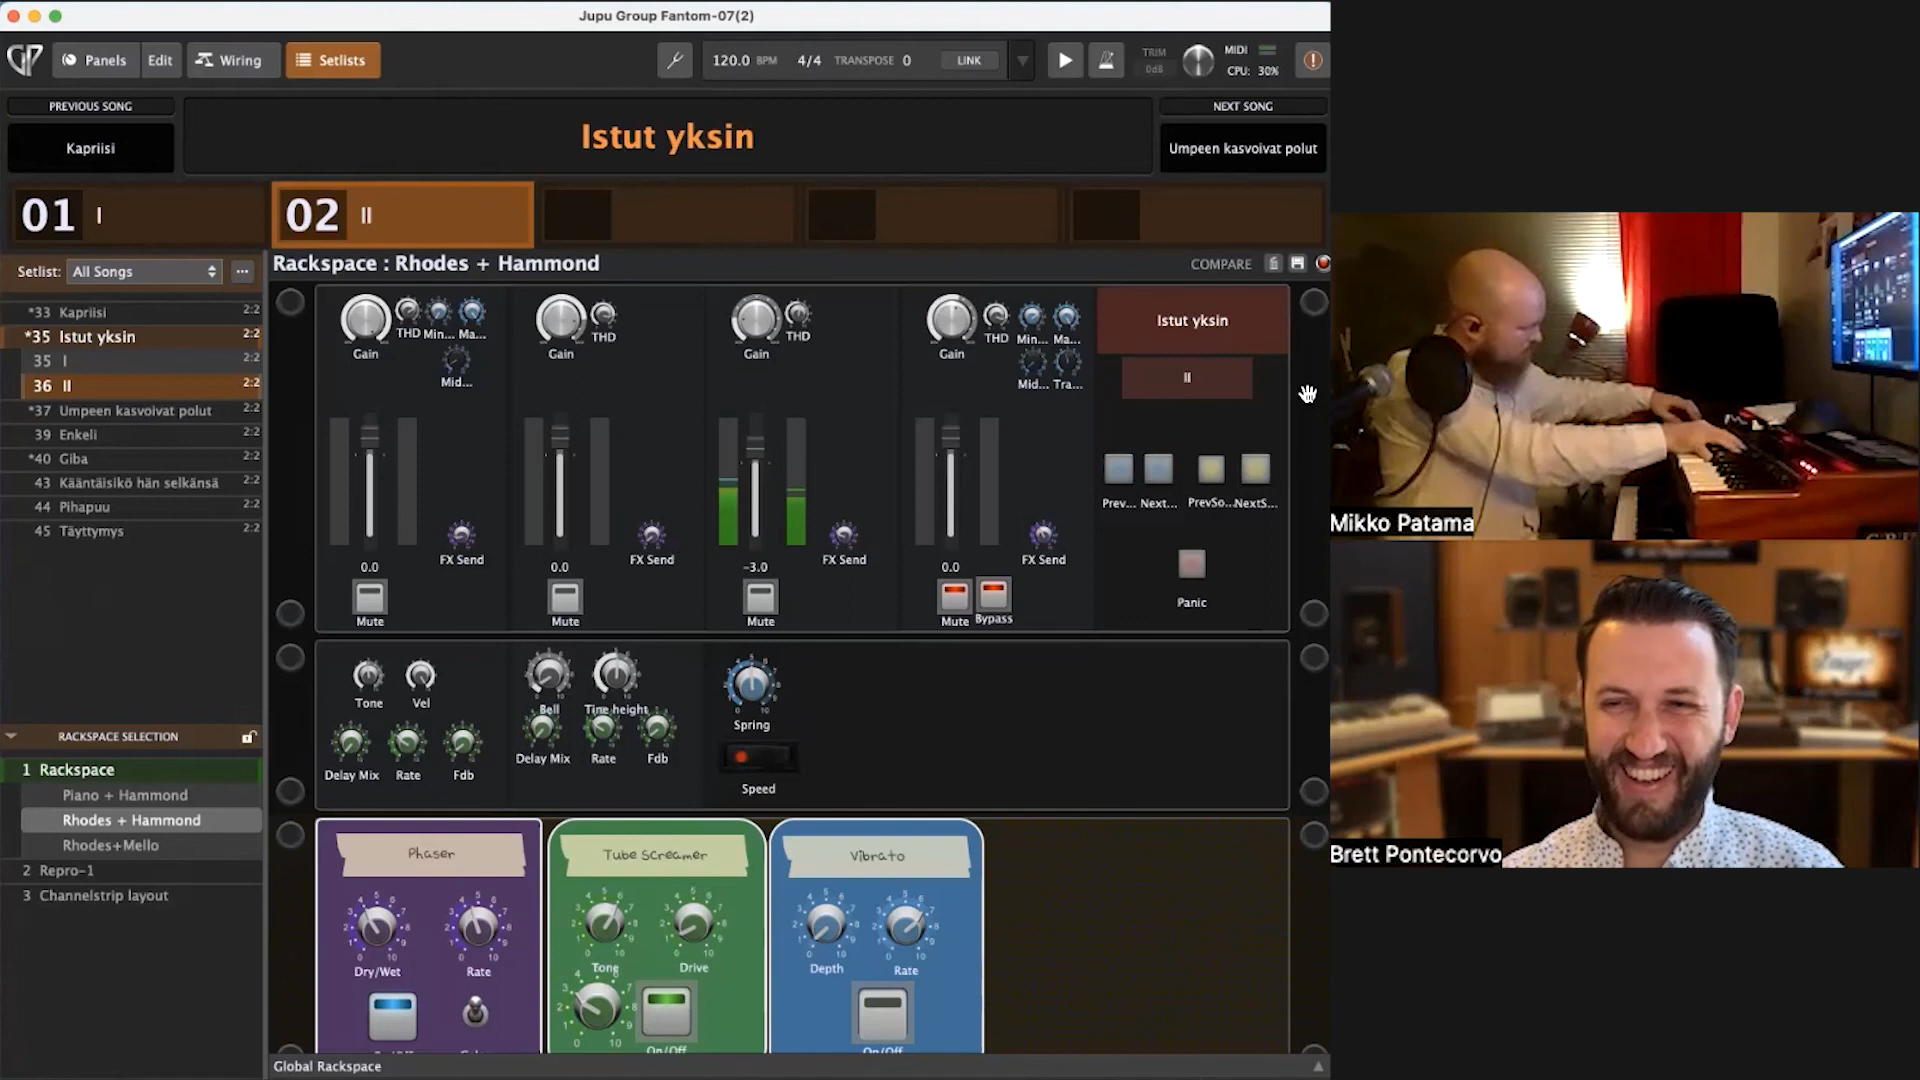 Jupu Group Fantom-07(2)
GP Panels Edit Wiring Setlists
120.0 BPM 4/4 TRANSPOSE 0 LINK
TRIM
0dB
MIDI
CPU: 30%
PREVIOUS SONG
Kapriisi
Istut yksin
NEXT SONG
Umpeen kasvoivat polut
01 I
02 II
Setlist: All Songs ...
*33 Kapriisi 2:2
*35 Istut yksin 2:2
35 I 2:2
36 II 2:2
*37 Umpeen kasvoivat polut 2:2
39 Enkeli 2:2
*40 Giba 2:2
43 Kääntäisikö hän selkänsä 2:2
44 Pihapuu 2:2
45 Täyttymys 2:2
RACKSPACE SELECTION
1 Rackspace
Piano + Hammond
Rhodes + Hammond
Rhodes+Mello
2 Repro-1
3 Channelstrip layout
Rackspace : Rhodes + Hammond
COMPARE
Gain THD Min... Ma...
Mid...
FX Send
0.0
Mute
Gain THD
FX Send
0.0
Mute
Gain THD
FX Send
-3.0
Mute
Gain THD Min... Ma...
Mid... Tra...
FX Send
0.0
Mute Bypass
Istut yksin
II
Prev... Next... PrevSo... NextS...
Panic
Tone Vel
Delay Mix Rate Fdb
Bell Tine height
Delay Mix Rate Fdb
Spring
Speed
Phaser
Dry/Wet Rate
Tube Screamer
Tone Drive
On/Off
Vibrato
Depth Rate
On/Off
Global Rackspace
Mikko Patama
Brett Pontecorvo